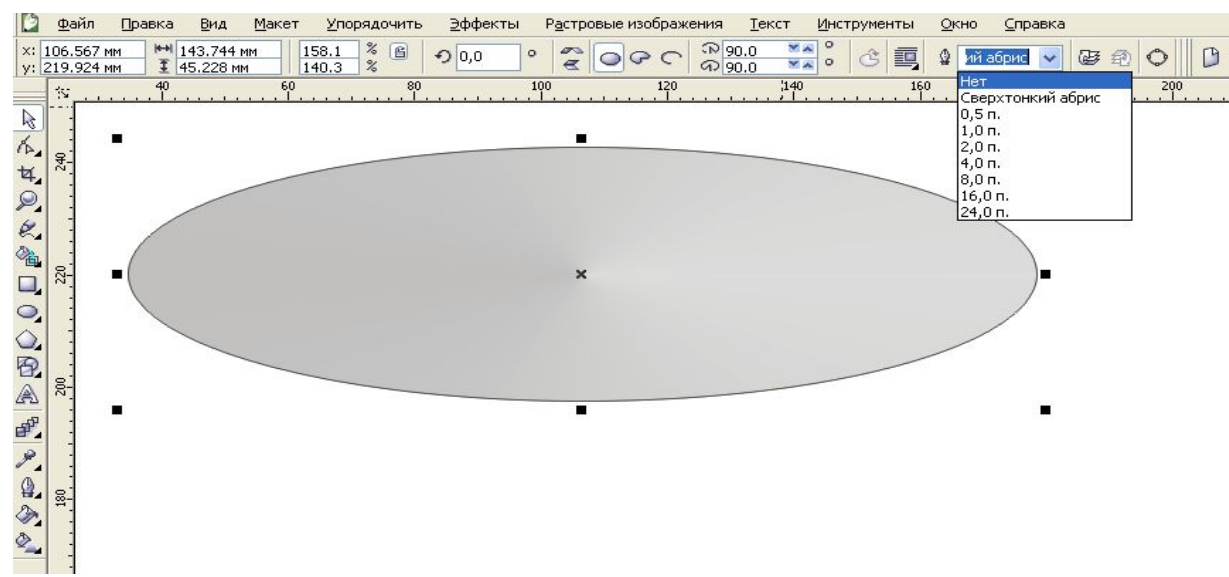 Файл Правка Вид Макет Упорядочить Эффекты Растровые изображения Текст Инструменты Окно Справка
x: 106.567 мм 143.744 мм 158.1 % 0,0 ° 90.0 ° ий абрис
y: 219.924 мм 45.228 мм 140.3 % 90.0 °
40 60 80 100 120 140 160 200
Нет
Сверхтонкий абрис
0,5 п.
1,0 п.
2,0 п.
4,0 п.
8,0 п.
16,0 п.
24,0 п.
240
220
200
180